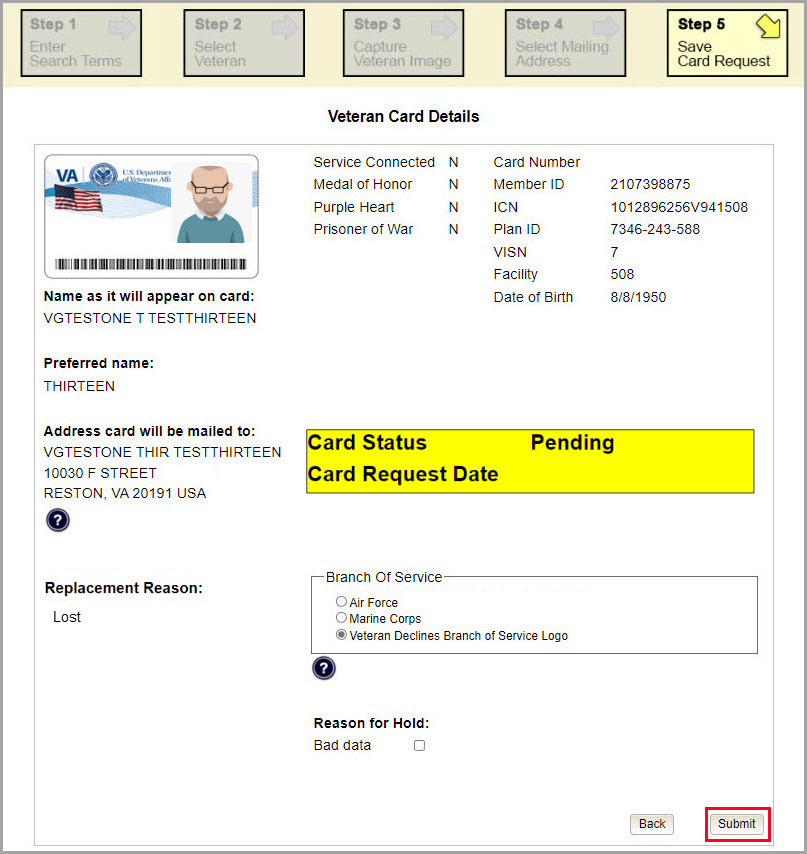 Step 1
Enter
Search Terms
Step 2
Select
Veteran
Step 3
Capture
Veteran Image
Step 4
Select Mailing
Address
Step 5
Save
Card Request
Veteran Card Details
VA
U.S. Departme
of Veterans Affa
Service Connected N
Medal of Honor N
Purple Heart N
Prisoner of War N
Card Number
Member ID 2107398875
ICN 1012896256V941508
Plan ID 7346-243-588
VISN 7
Facility 508
Date of Birth 8/8/1950
Name as it will appear on card:
VGTESTONE T TESTTHIRTEEN
Preferred name:
THIRTEEN
Address card will be mailed to:
VGTESTONE THIR TESTTHIRTEEN
10030 F STREET
RESTON, VA 20191 USA
?
Card Status Pending
Card Request Date
Replacement Reason:
Lost
Branch Of Service
Air Force
Marine Corps
Veteran Declines Branch of Service Logo
?
Reason for Hold:
Bad data
Back Submit